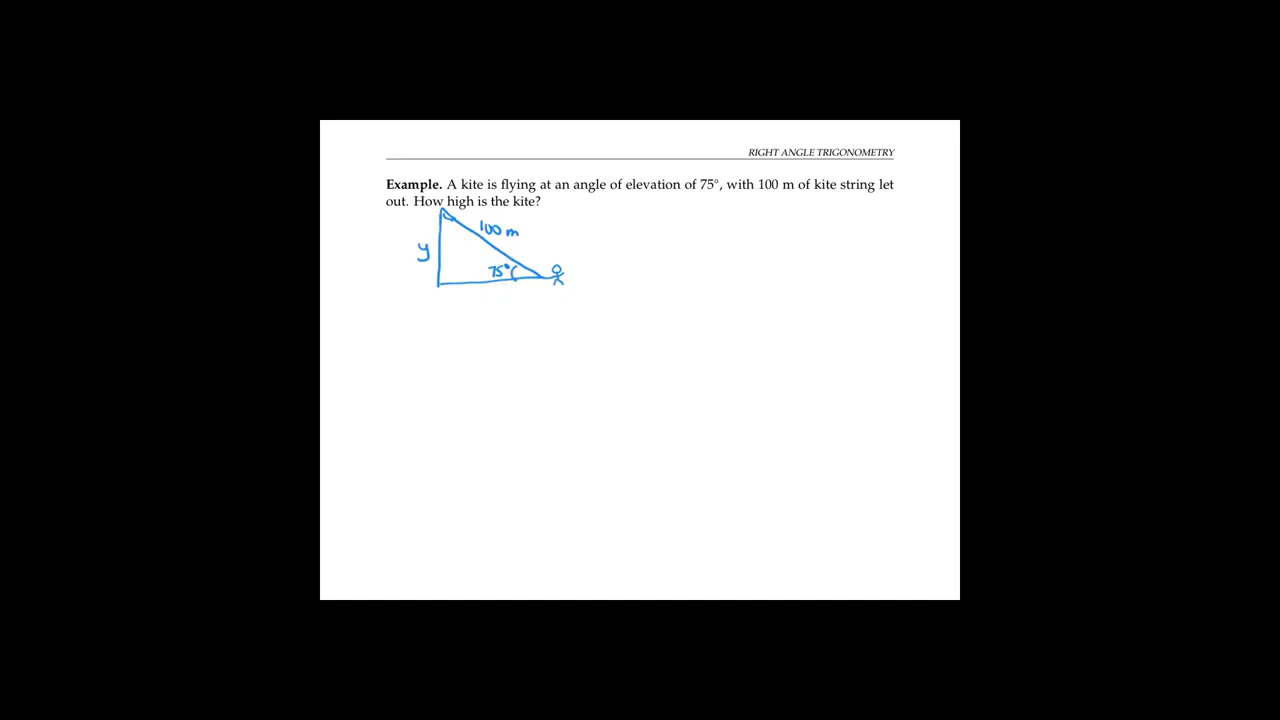 RIGHT ANGLE TRIGONOMETRY
Example. A kite is flying at an angle of elevation of 75°, with 100 m of kite string let
out. How high is the kite?
100 m
y
75°